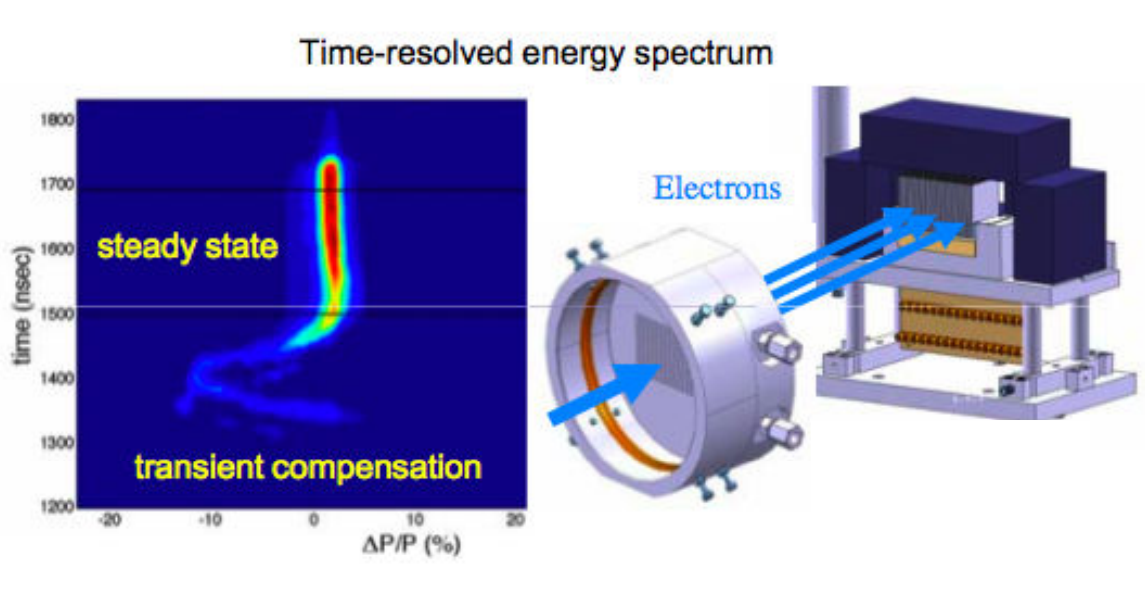 Time-resolved energy spectrum
1800
1700
1600
1500
1400
1300
1200
time (nsec)
steady state
transient compensation
-20
-10
0
10
20
ΔP/P (%)
Electrons